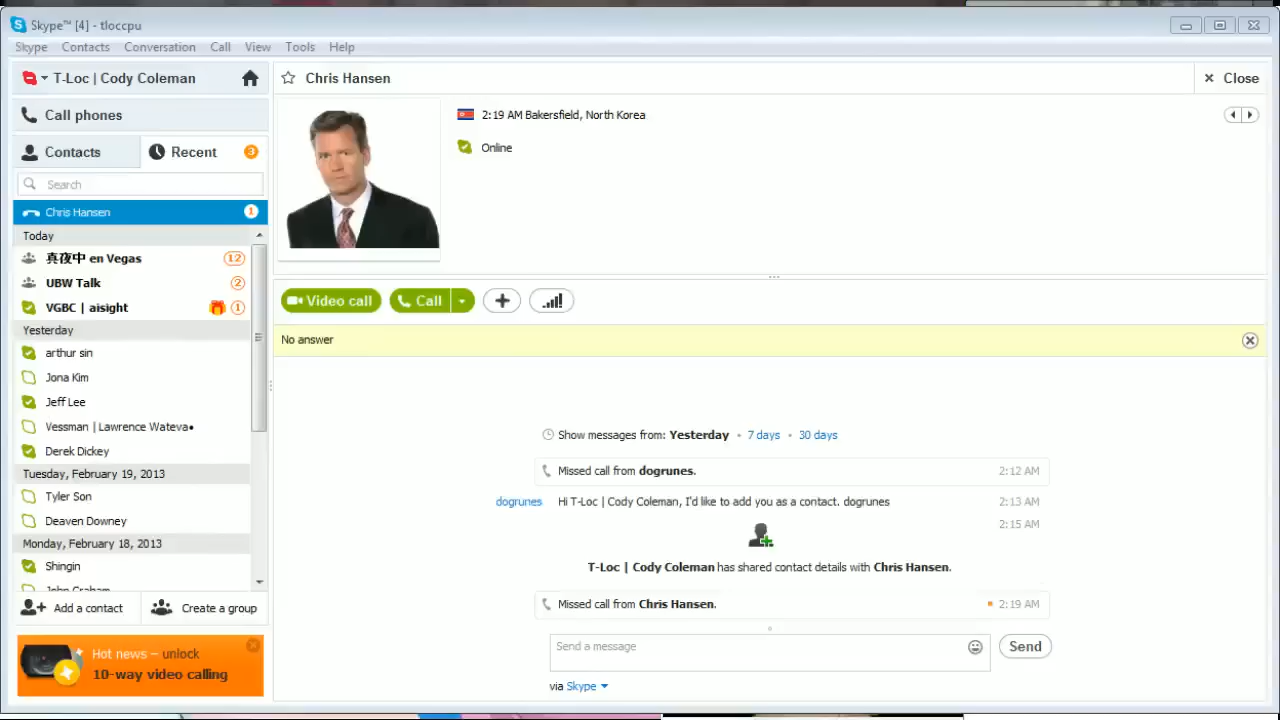 Skype™ [4] - tloccpu
Skype Contacts Conversation Call View Tools Help
T-Loc | Cody Coleman
Call phones
Contacts
Recent 3
Search
Chris Hansen 1
Today
真夜中 en Vegas 12
UBW Talk 2
VGBC | aisight 1
Yesterday
arthur sin
Jona Kim
Jeff Lee
Vessman | Lawrence Wateva•
Derek Dickey
Tuesday, February 19, 2013
Tyler Son
Deaven Downey
Monday, February 18, 2013
Shingin
John Graham
Add a contact
Create a group
Hot news – unlock
10-way video calling
Chris Hansen
Close
2:19 AM Bakersfield, North Korea
Online
Video call
Call
No answer
Show messages from: Yesterday • 7 days • 30 days
Missed call from dogrunes. 2:12 AM
dogrunes Hi T-Loc | Cody Coleman, I'd like to add you as a contact. dogrunes 2:13 AM
2:15 AM
T-Loc | Cody Coleman has shared contact details with Chris Hansen.
Missed call from Chris Hansen. 2:19 AM
Send a message
Send
via Skype